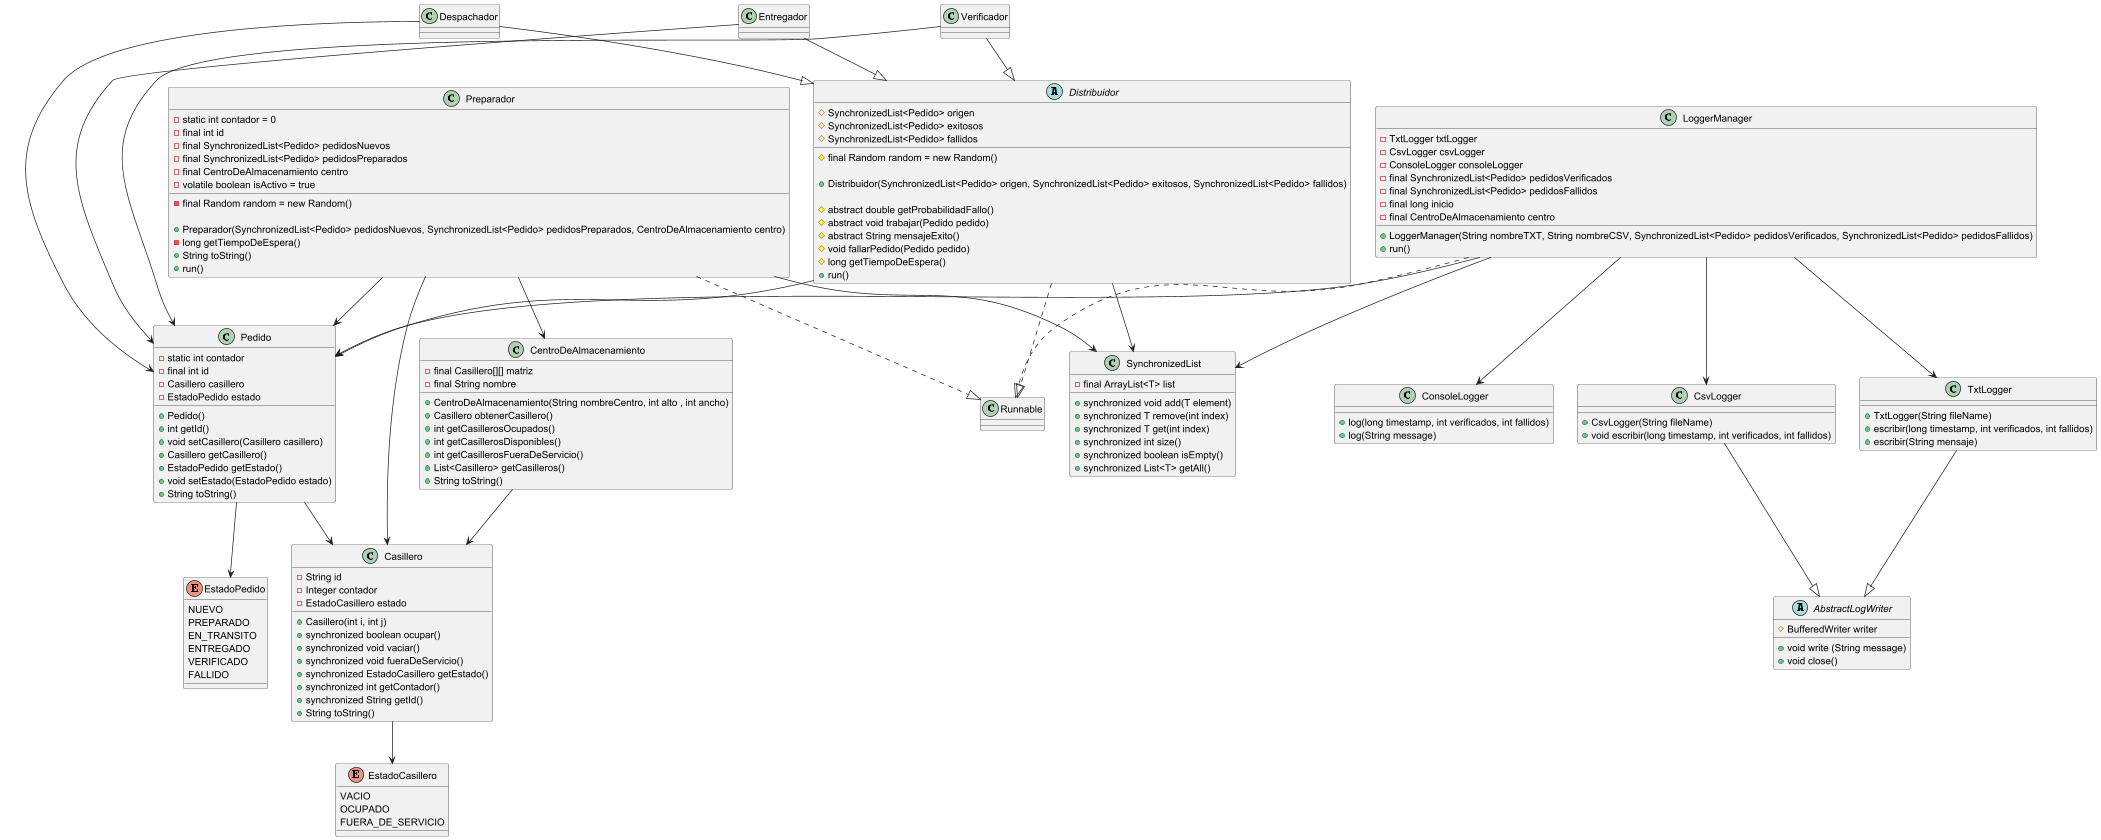 C Despachador
C Entregador
C Verificador
C Preparador
static int contador = 0
final int id
final SynchronizedList<Pedido> pedidosNuevos
final SynchronizedList<Pedido> pedidosPreparados
final CentroDeAlmacenamiento centro
volatile boolean isActivo = true
final Random random = new Random()
Preparador(SynchronizedList<Pedido> pedidosNuevos, SynchronizedList<Pedido> pedidosPreparados, CentroDeAlmacenamiento centro)
long getTiempoDeEspera()
String toString()
run()
A Distribuidor
SynchronizedList<Pedido> origen
SynchronizedList<Pedido> exitosos
SynchronizedList<Pedido> fallidos
final Random random = new Random()
Distribuidor(SynchronizedList<Pedido> origen, SynchronizedList<Pedido> exitosos, SynchronizedList<Pedido> fallidos)
abstract double getProbabilidadFallo()
abstract void trabajar(Pedido pedido)
abstract String mensajeExito()
void fallarPedido(Pedido pedido)
long getTiempoDeEspera()
run()
C LoggerManager
TxtLogger txtLogger
CsvLogger csvLogger
ConsoleLogger consoleLogger
final SynchronizedList<Pedido> pedidosVerificados
final SynchronizedList<Pedido> pedidosFallidos
final long inicio
final CentroDeAlmacenamiento centro
LoggerManager(String nombreTXT, String nombreCSV, SynchronizedList<Pedido> pedidosVerificados, SynchronizedList<Pedido> pedidosFallidos)
run()
C Pedido
static int contador
final int id
Casillero casillero
EstadoPedido estado
Pedido()
int getId()
void setCasillero(Casillero casillero)
Casillero getCasillero()
EstadoPedido getEstado()
void setEstado(EstadoPedido estado)
String toString()
C CentroDeAlmacenamiento
final Casillero[][] matriz
final String nombre
CentroDeAlmacenamiento(String nombreCentro, int alto , int ancho)
Casillero obtenerCasillero()
int getCasillerosOcupados()
int getCasillerosDisponibles()
int getCasillerosFueraDeServicio()
List<Casillero> getCasilleros()
String toString()
C Runnable
C SynchronizedList
final ArrayList<T> list
synchronized void add(T element)
synchronized T remove(int index)
synchronized T get(int index)
synchronized int size()
synchronized boolean isEmpty()
synchronized List<T> getAll()
C ConsoleLogger
log(long timestamp, int verificados, int fallidos)
log(String message)
C CsvLogger
CsvLogger(String fileName)
void escribir(long timestamp, int verificados, int fallidos)
C TxtLogger
TxtLogger(String fileName)
escribir(long timestamp, int verificados, int fallidos)
escribir(String mensaje)
E EstadoPedido
NUEVO
PREPARADO
EN_TRANSITO
ENTREGADO
VERIFICADO
FALLIDO
C Casillero
String id
Integer contador
EstadoCasillero estado
Casillero(int i, int j)
synchronized boolean ocupar()
synchronized void vaciar()
synchronized void fueraDeServicio()
synchronized EstadoCasillero getEstado()
synchronized int getContador()
synchronized String getId()
String toString()
A AbstractLogWriter
BufferedWriter writer
void write (String message)
void close()
E EstadoCasillero
VACIO
OCUPADO
FUERA_DE_SERVICIO